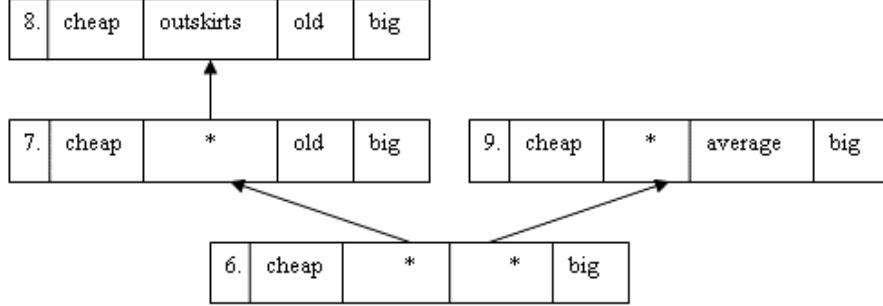 8. cheap outskirts old big
7. cheap * old big
9. cheap * average big
6. cheap * * big